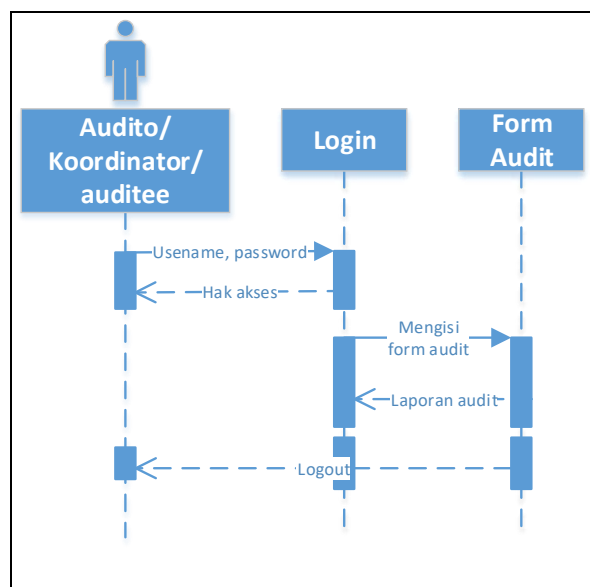 Audito/
Koordinator/
auditee
Login
Form
Audit
Usename, password
Hak akses
Mengisi
form audit
Laporan audit
Logout